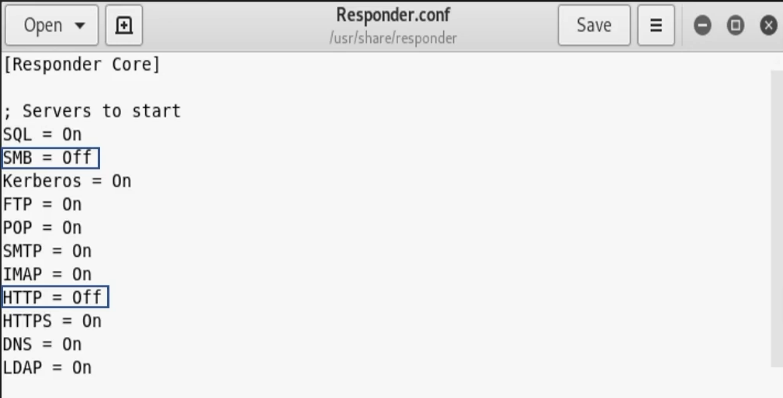 Open
Responder.conf
/usr/share/responder
Save
[Responder Core]
; Servers to start
SQL = On
SMB = Off
Kerberos = On
FTP = On
POP = On
SMTP = On
IMAP = On
HTTP = Off
HTTPS = On
DNS = On
LDAP = On